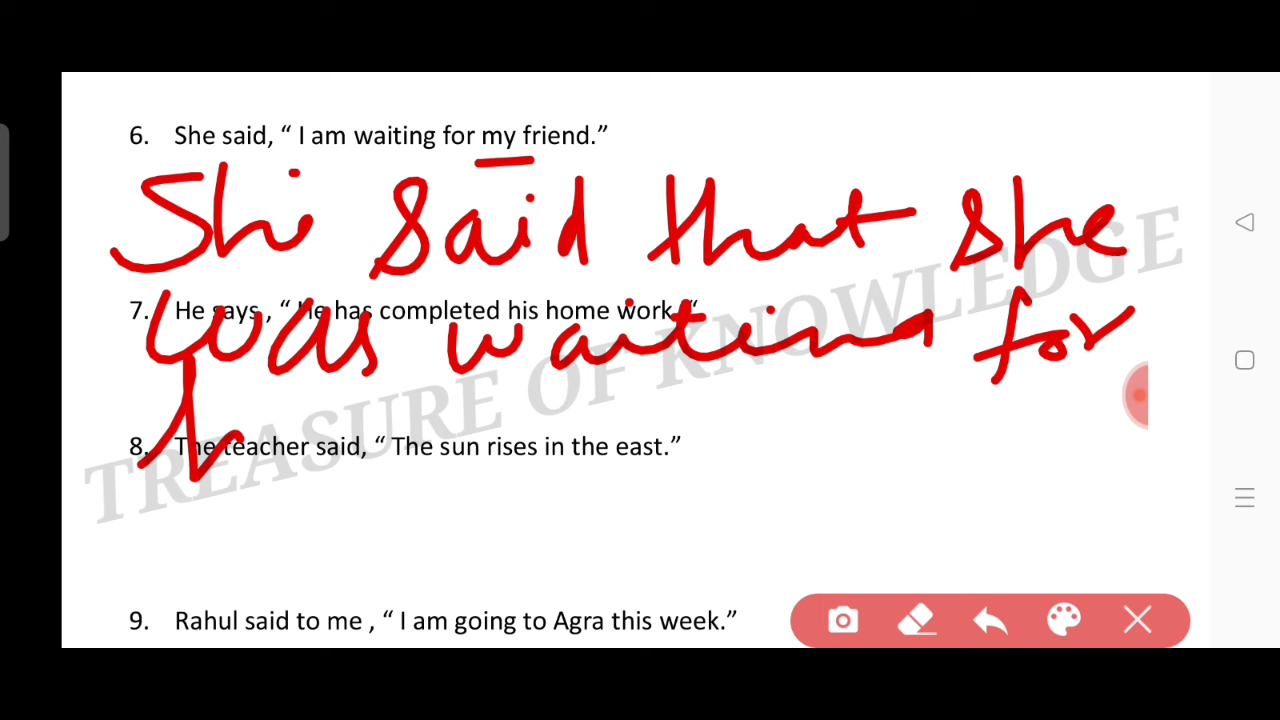 6. She said, “ I am waiting for my friend.”
She said that she
7. He says , “ He has completed his home work. “
was waiting for
h
8. The teacher said, “ The sun rises in the east.”
TREASURE OF KNOWLEDGE
9. Rahul said to me , “ I am going to Agra this week.”